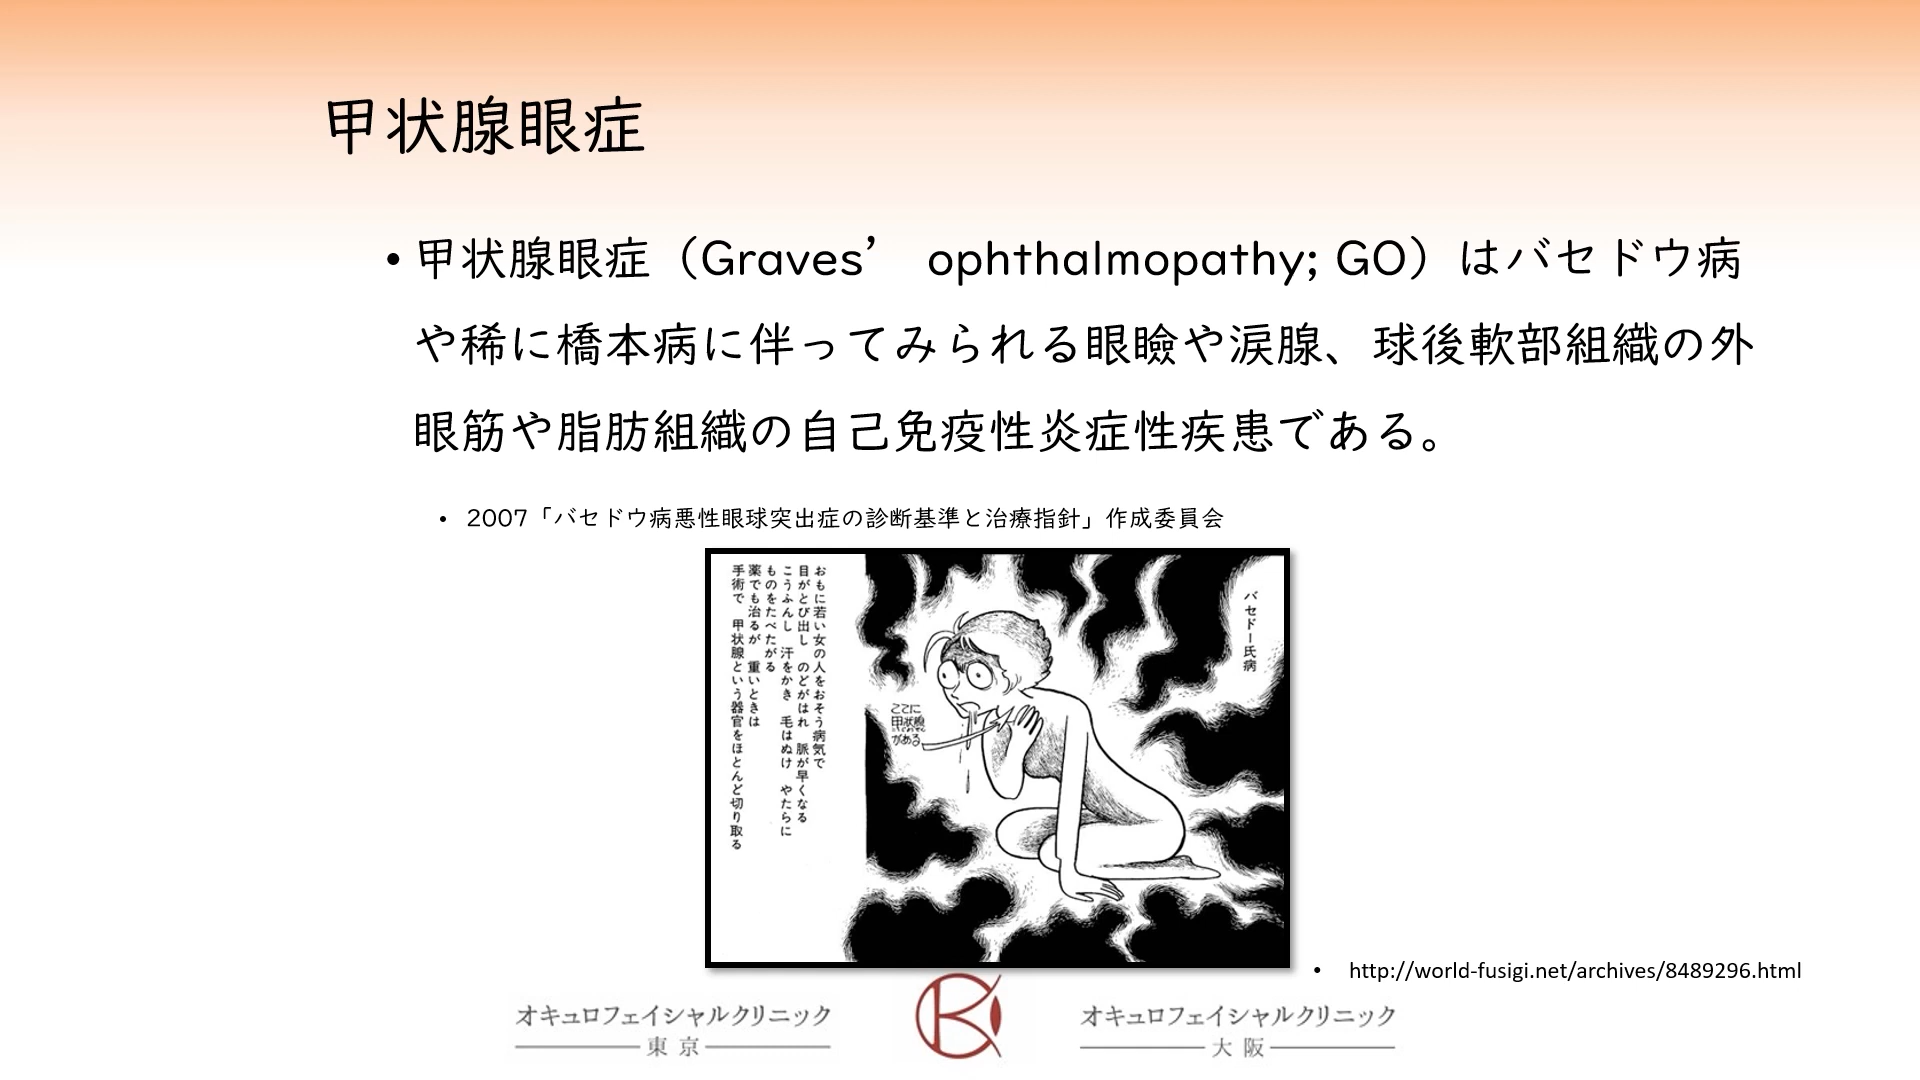 甲状腺眼症
• 甲状腺眼症（Graves’ ophthalmopathy; GO）はバセドウ病
や稀に橋本病に伴ってみられる眼瞼や涙腺、球後軟部組織の外
眼筋や脂肪組織の自己免疫性炎症性疾患である。
• 2007「バセドウ病悪性眼球突出症の診断基準と治療指針」作成委員会
バセドー氏病
ここに
甲状腺
がある
おもに若い女の人をおそう病気で
目がとび出し のどがはれ 脈が早くなる
こうふんし 汗をかき 毛はぬけ やたらに
ものをたべたがる
薬でも治るが 重いときは
手術で 甲状腺という器官をほとんど切り取る
• http://world-fusigi.net/archives/8489296.html
オキュロフェイシャルクリニック
東京
オキュロフェイシャルクリニック
大阪